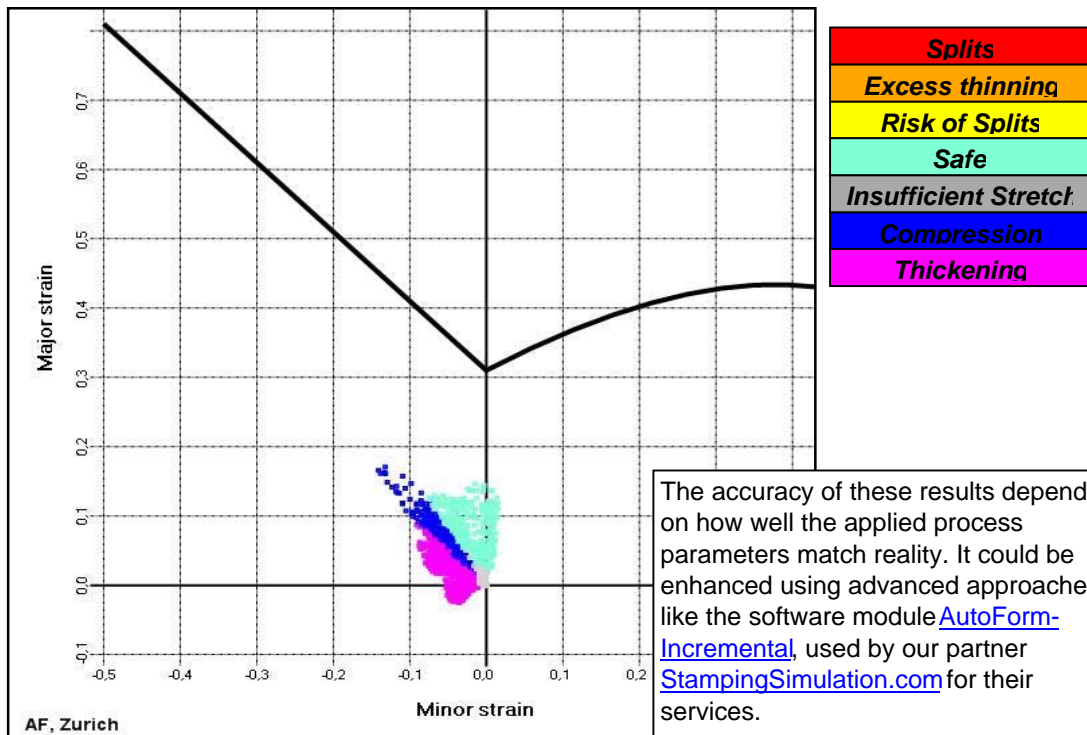 Splits
Excess thinning
Risk of Splits
Safe
Insufficient Stretch
Compression
Thickening
Major strain
0,7
0,6
0,5
0,4
0,3
0,2
0,1
0,0
-0,1
-0,5
-0,4
-0,3
-0,2
-0,1
0,0
0,1
0,2
Minor strain
AF, Zurich
The accuracy of these results depend
on how well the applied process
parameters match reality. It could be
enhanced using advanced approache
like the software module AutoForm-
Incremental, used by our partner
StampingSimulation.com for their
services.